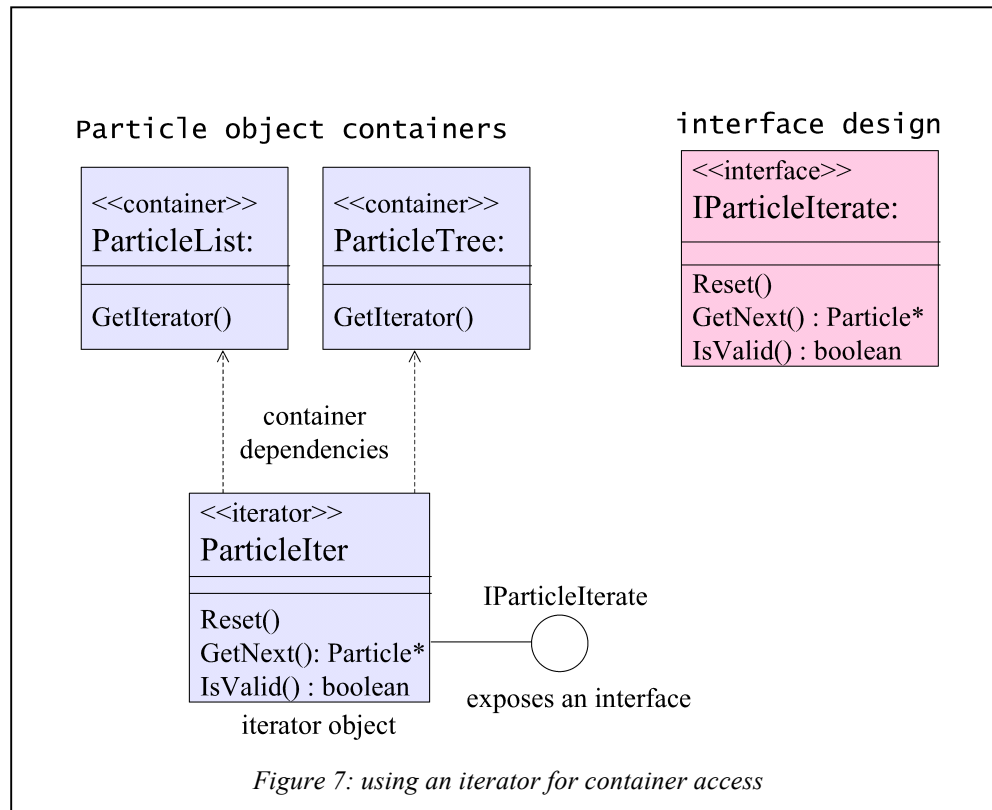 Particle object containers
<<container>>
ParticleList:
GetIterator()
<<container>>
ParticleTree:
GetIterator()
interface design
<<interface>>
IParticleIterate:
Reset()
GetNext() : Particle*
IsValid() : boolean
container
dependencies
<<iterator>>
ParticleIter
Reset()
GetNext(): Particle*
IsValid() : boolean
iterator object
IParticleIterate
exposes an interface
Figure 7: using an iterator for container access